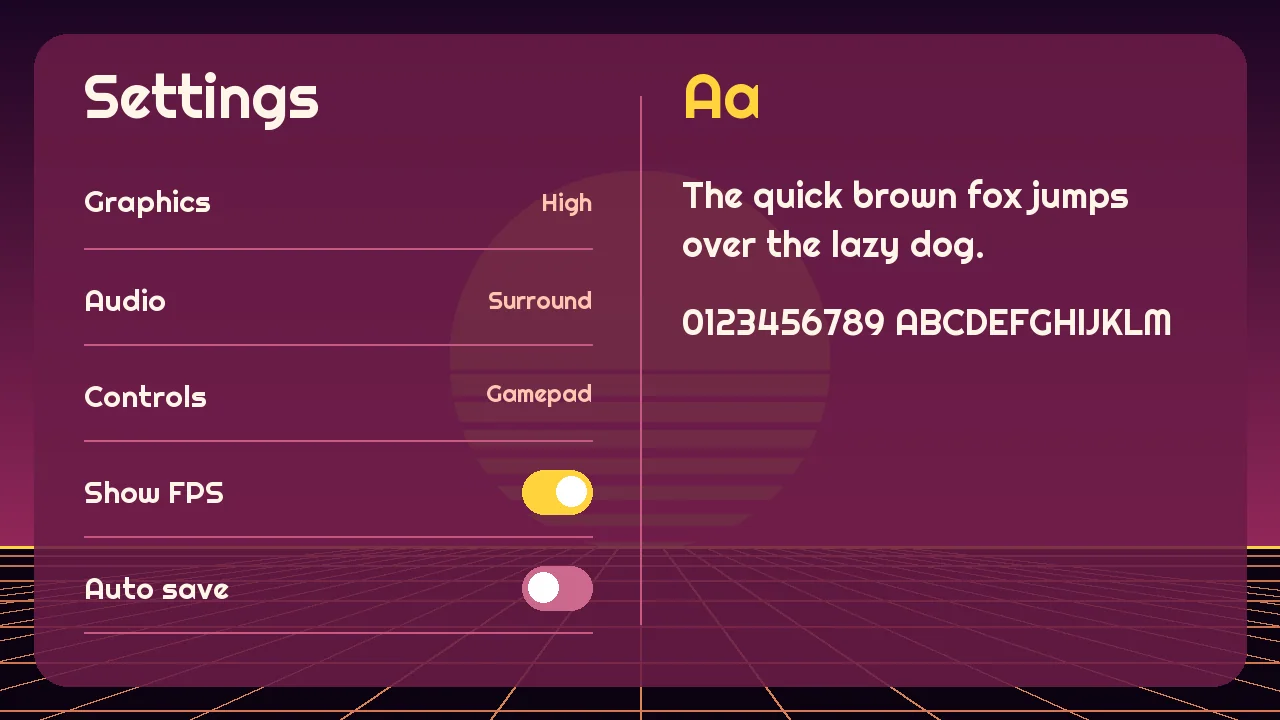 Settings
Graphics High
Audio Surround
Controls Gamepad
Show FPS
Auto save
Aa
The quick brown fox jumps
over the lazy dog.
0123456789 ABCDEFGHIJKLM